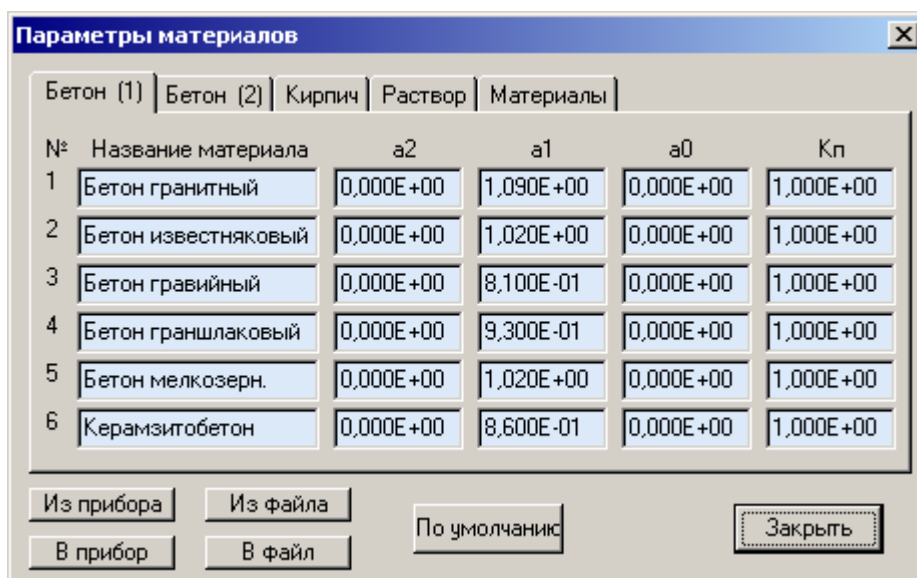 Параметры материалов
Бетон (1) Бетон (2) Кирпич Раствор Материалы
№ Название материала a2 a1 a0 Кп
1 Бетон гранитный 0,000E+00 1,090E+00 0,000E+00 1,000E+00
2 Бетон известняковый 0,000E+00 1,020E+00 0,000E+00 1,000E+00
3 Бетон гравийный 0,000E+00 8,100E-01 0,000E+00 1,000E+00
4 Бетон граншлаковый 0,000E+00 9,300E-01 0,000E+00 1,000E+00
5 Бетон мелкозерн. 0,000E+00 1,020E+00 0,000E+00 1,000E+00
6 Керамзитобетон 0,000E+00 8,600E-01 0,000E+00 1,000E+00
Из прибора Из файла
По умолчанию Закрыть
В прибор В файл